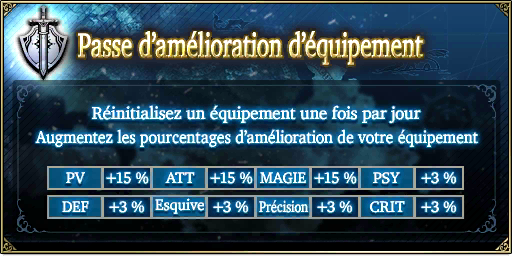 Passe d'amélioration d'équipement
Réinitialisez un équipement une fois par jour
Augmentez les pourcentages d'amélioration de votre équipement
PV +15 % ATT +15 % MAGIE +15 % PSY +3 %
DEF +3 % Esquive +3 % Précision +3 % CRIT +3 %